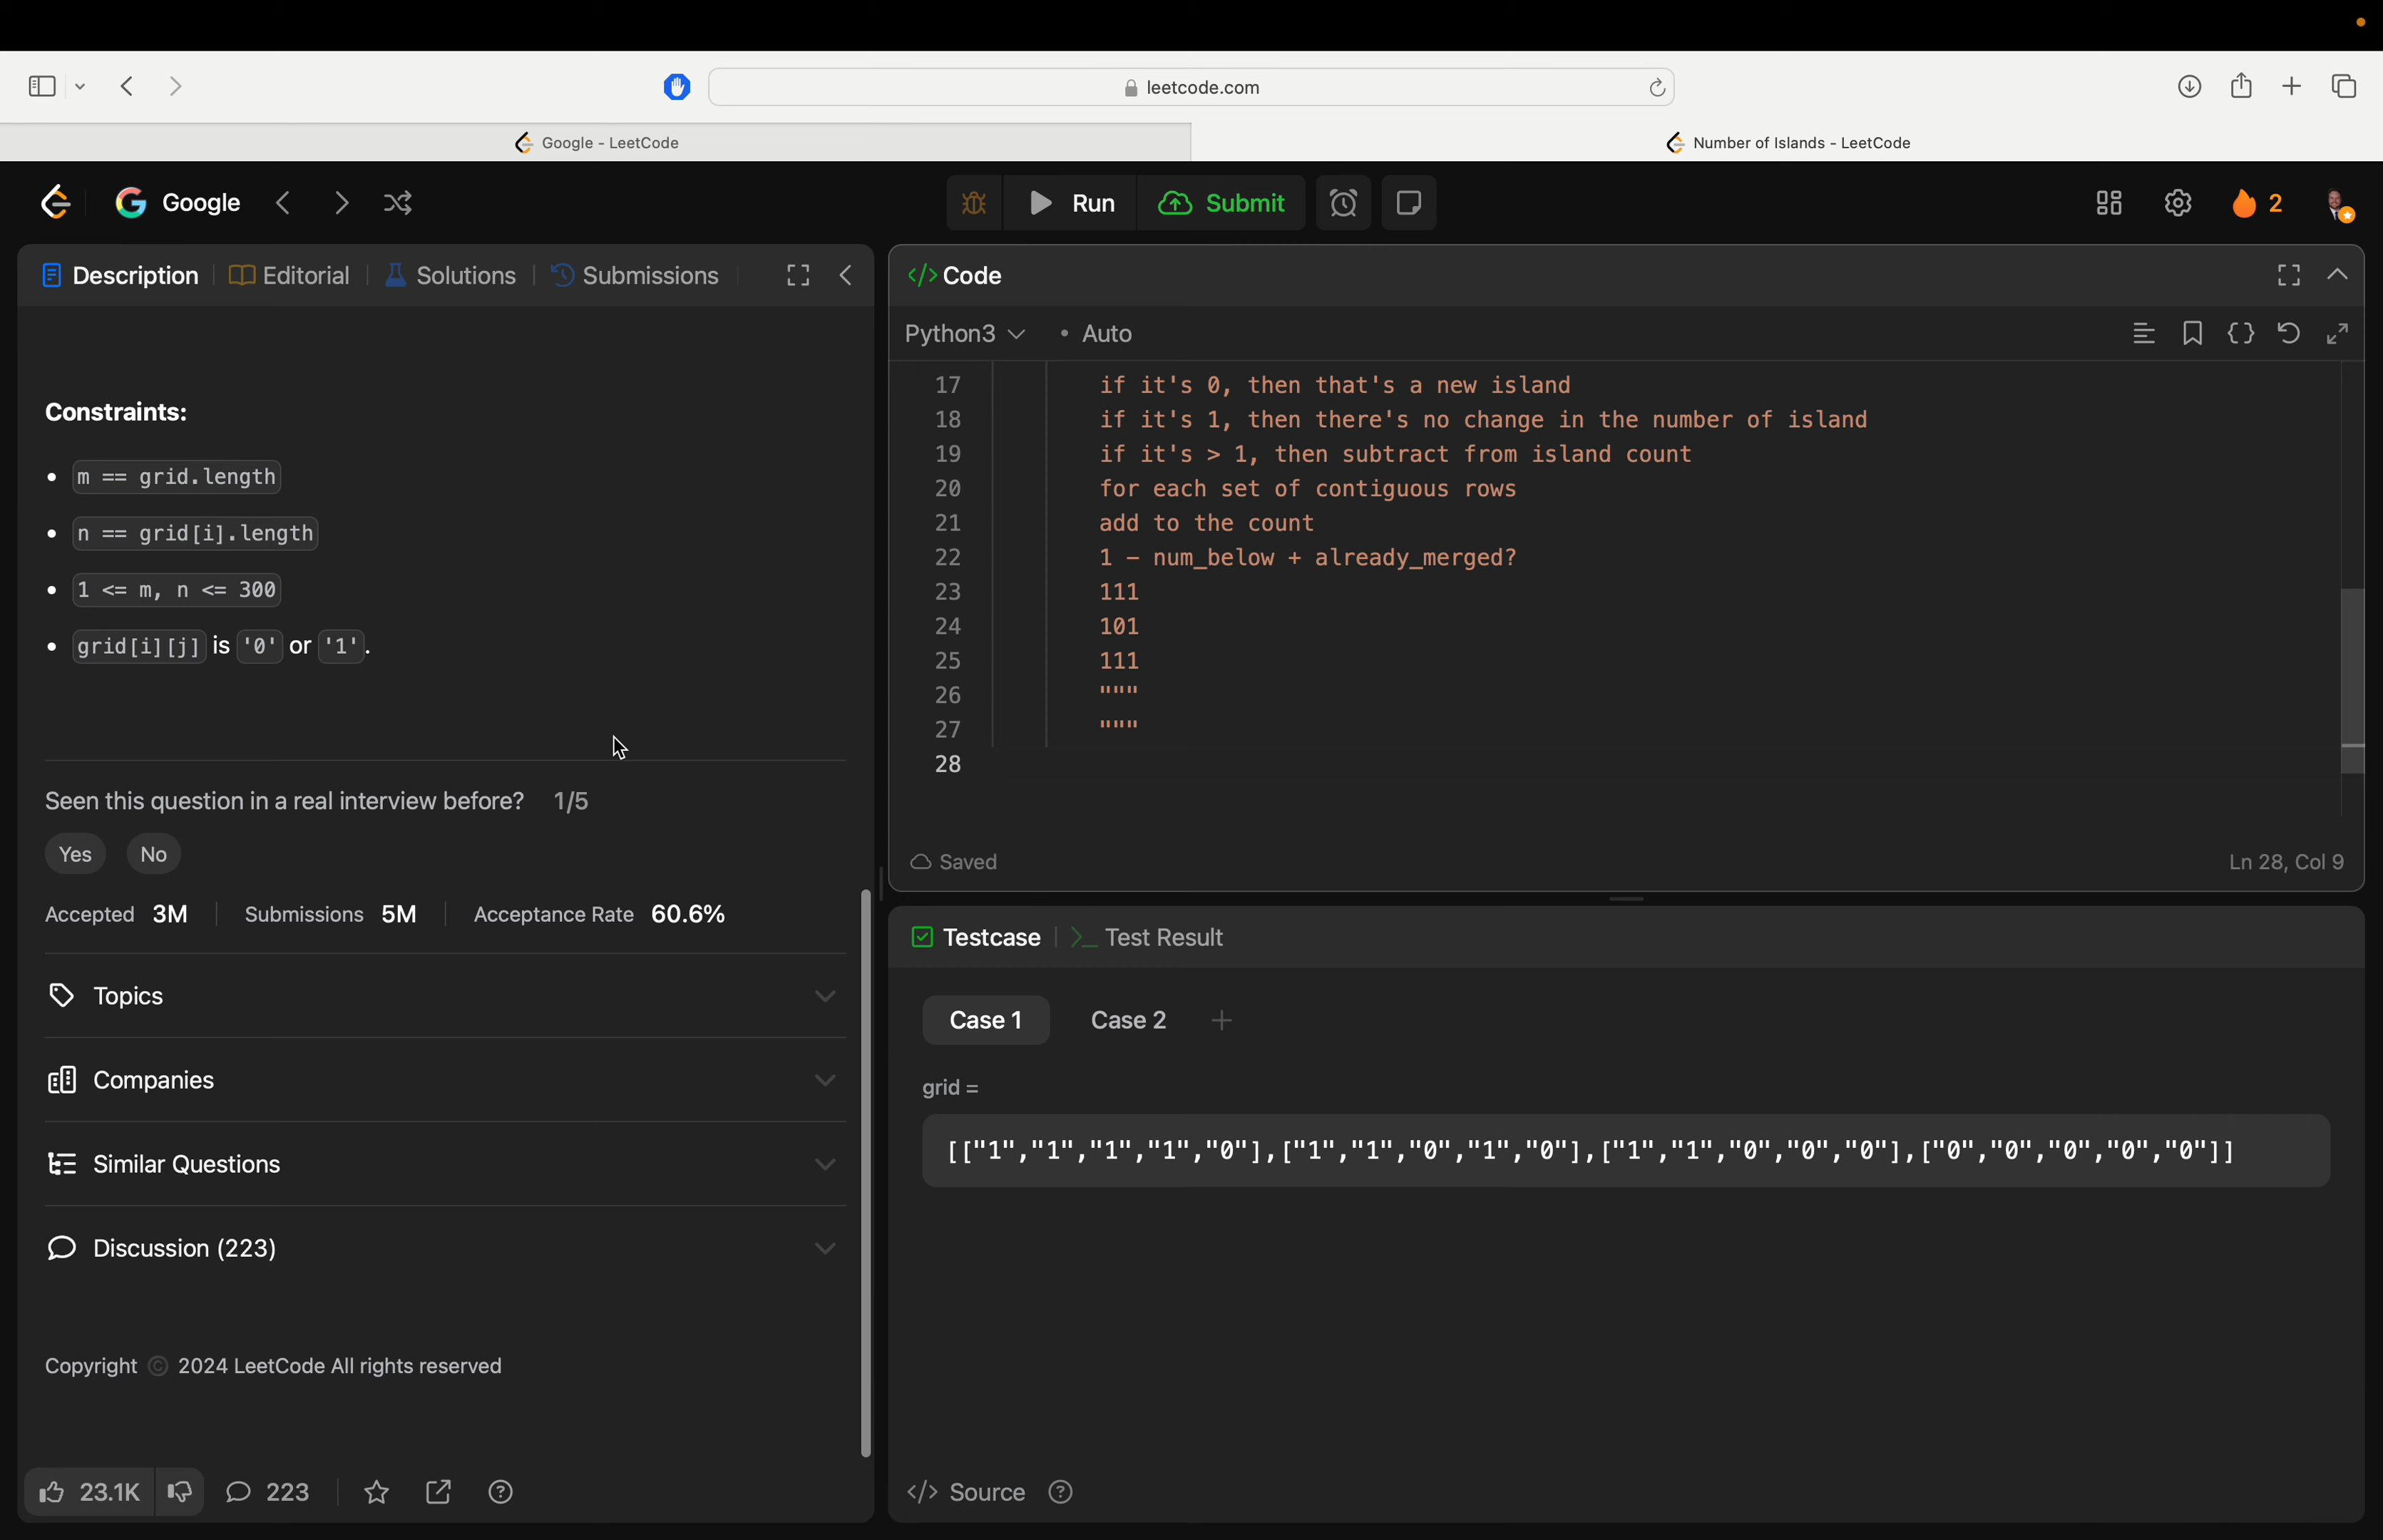 leetcode.com
Google - LeetCode
Number of Islands - LeetCode
Google
Run
Submit
2
Description
Editorial
Solutions
Submissions
Constraints:
• m == grid.length
• n == grid[i].length
• 1 <= m, n <= 300
• grid[i][j] is '0' or '1'.
Seen this question in a real interview before? 1/5
Yes No
Accepted 3M Submissions 5M Acceptance Rate 60.6%
Topics
Companies
Similar Questions
Discussion (223)
Copyright © 2024 LeetCode All rights reserved
23.1K 223
</> Code
Python3 • Auto
17 if it's 0, then that's a new island
18 if it's 1, then there's no change in the number of island
19 if it's > 1, then subtract from island count
20 for each set of contiguous rows
21 add to the count
22 1 - num_below + already_merged?
23 111
24 101
25 111
26 """
27 """
28
Saved Ln 28, Col 9
Testcase
>_ Test Result
Case 1 Case 2 +
grid =
[["1","1","1","1","0"],["1","1","0","1","0"],["1","1","0","0","0"],["0","0","0","0","0"]]
</> Source ?